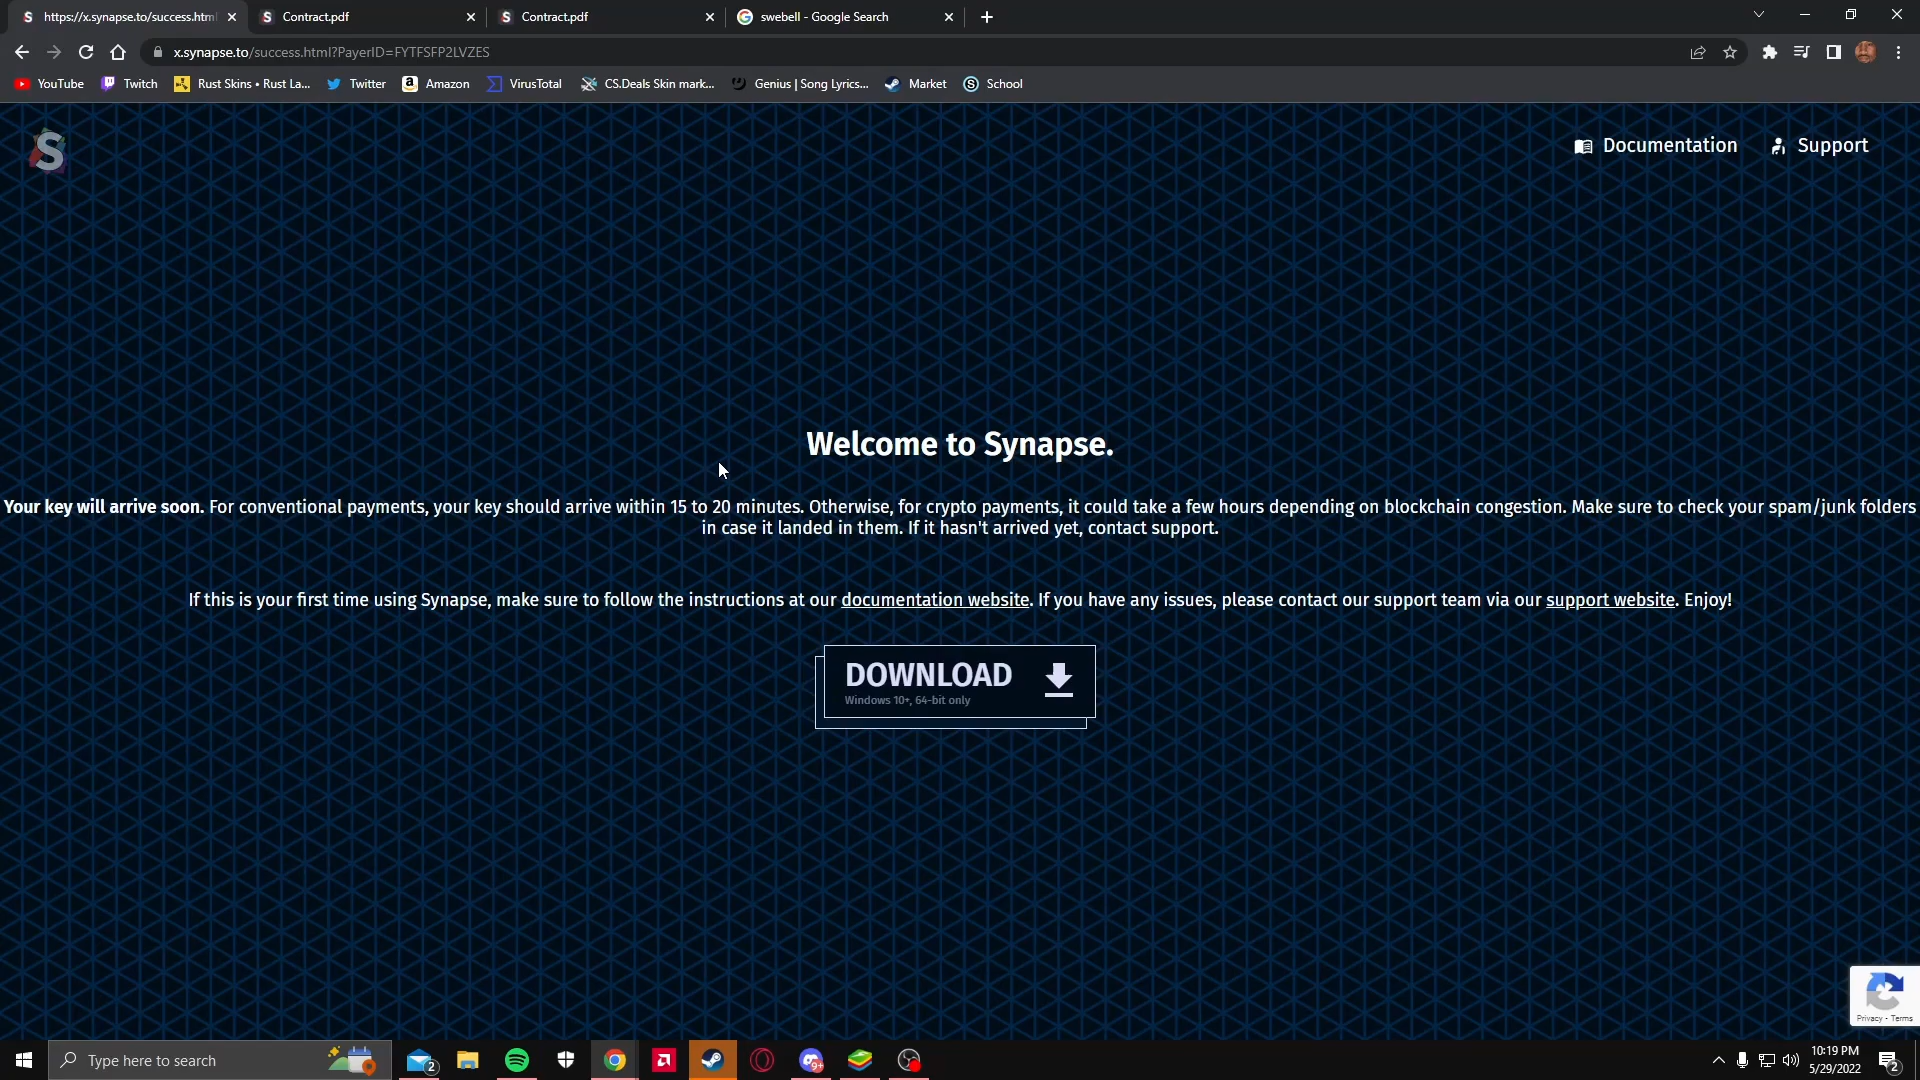 https://x.synapse.to/success.htm
Contract.pdf
Contract.pdf
swebell - Google Search
x.synapse.to/success.html?PayerID=FYTFSFP2LVZES
YouTube
Twitch
Rust Skins • Rust La...
Twitter
Amazon
VirusTotal
CS.Deals Skin mark...
Genius | Song Lyrics...
Market
School
S
Documentation
Support
Welcome to Synapse.
Your key will arrive soon. For conventional payments, your key should arrive within 15 to 20 minutes. Otherwise, for crypto payments, it could take a few hours depending on blockchain congestion. Make sure to check your spam/junk folders
in case it landed in them. If it hasn't arrived yet, contact support.
If this is your first time using Synapse, make sure to follow the instructions at our documentation website. If you have any issues, please contact our support team via our support website. Enjoy!
DOWNLOAD
Windows 10+, 64-bit only
Privacy - Terms
Type here to search
2
9+
10:19 PM
5/29/2022
2